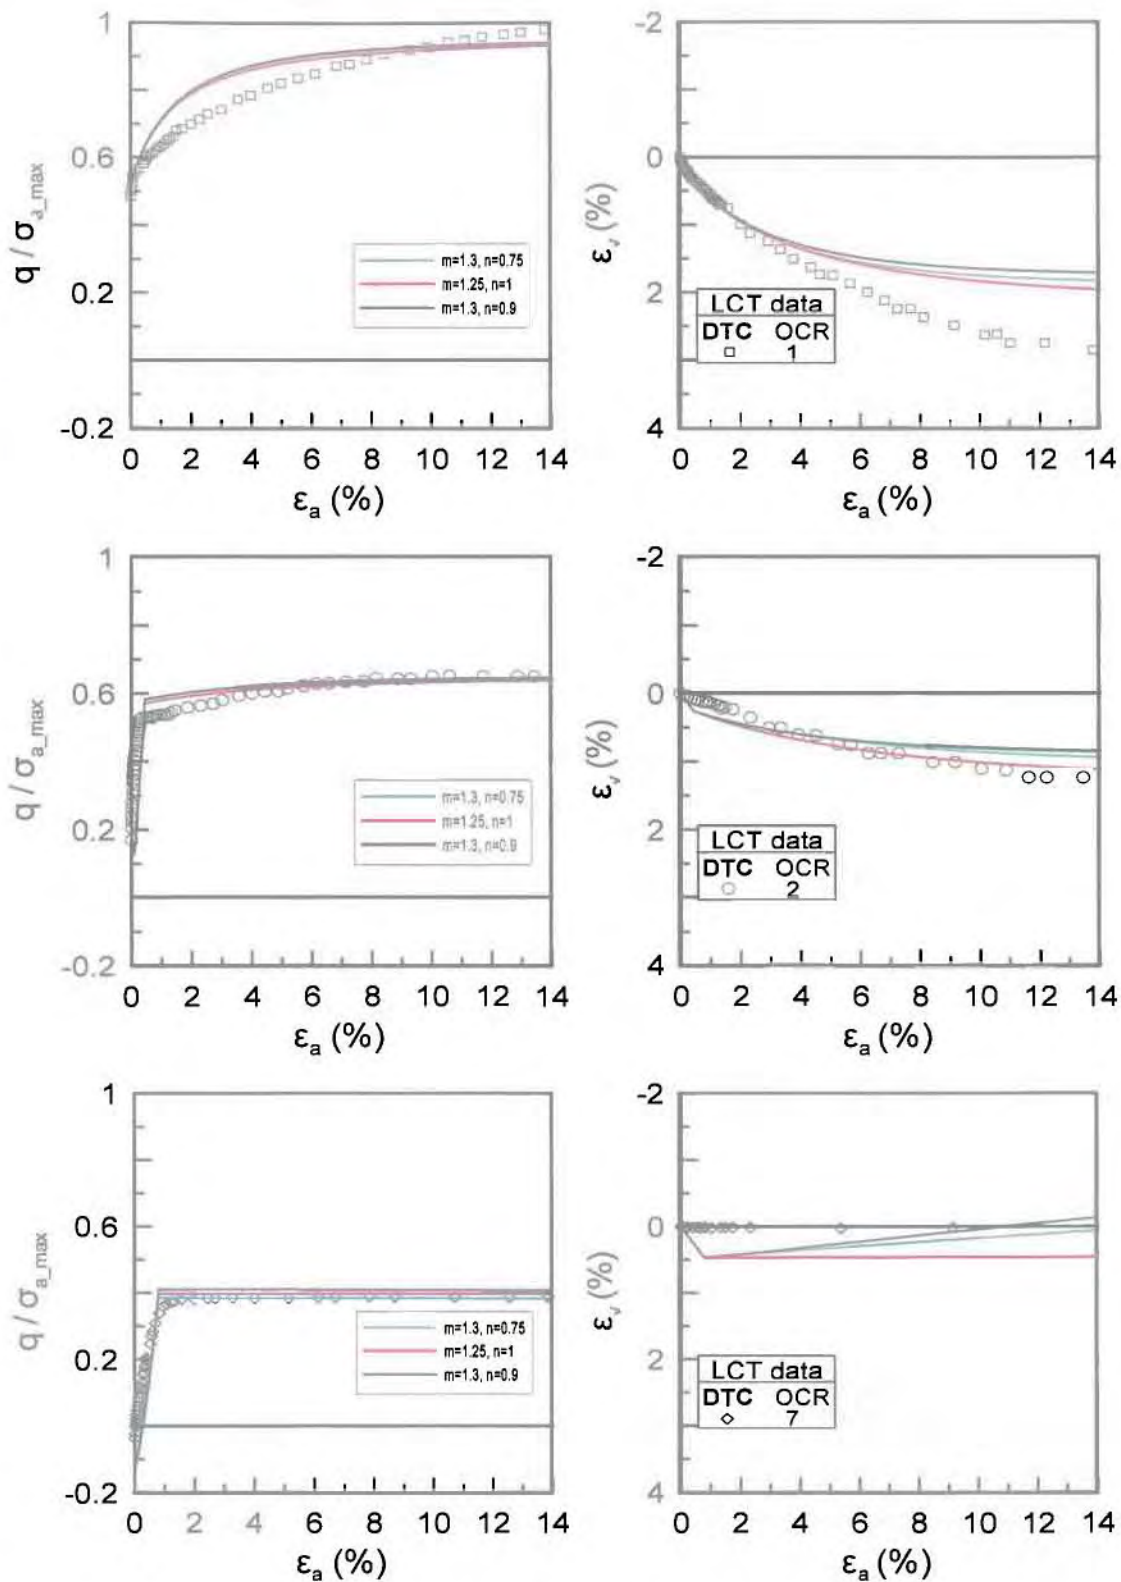 1
0.6
0.2
-0.2
q / σa_max
m=1.3, n=0.75
m=1.25, n=1
m=1.3, n=0.9
0 2 4 6 8 10 12 14
εa (%)
-2
0
2
4
εv (%)
LCT data
DTC OCR
1
0 2 4 6 8 10 12 14
εa (%)
1
0.6
0.2
-0.2
q / σa_max
m=1.3, n=0.75
m=1.25, n=1
m=1.3, n=0.9
0 2 4 6 8 10 12 14
εa (%)
-2
0
2
4
εv (%)
LCT data
DTC OCR
2
0 2 4 6 8 10 12 14
εa (%)
1
0.6
0.2
-0.2
q / σa_max
m=1.3, n=0.75
m=1.25, n=1
m=1.3, n=0.9
0 2 4 6 8 10 12 14
εa (%)
-2
0
2
4
εv (%)
LCT data
DTC OCR
7
0 2 4 6 8 10 12 14
εa (%)